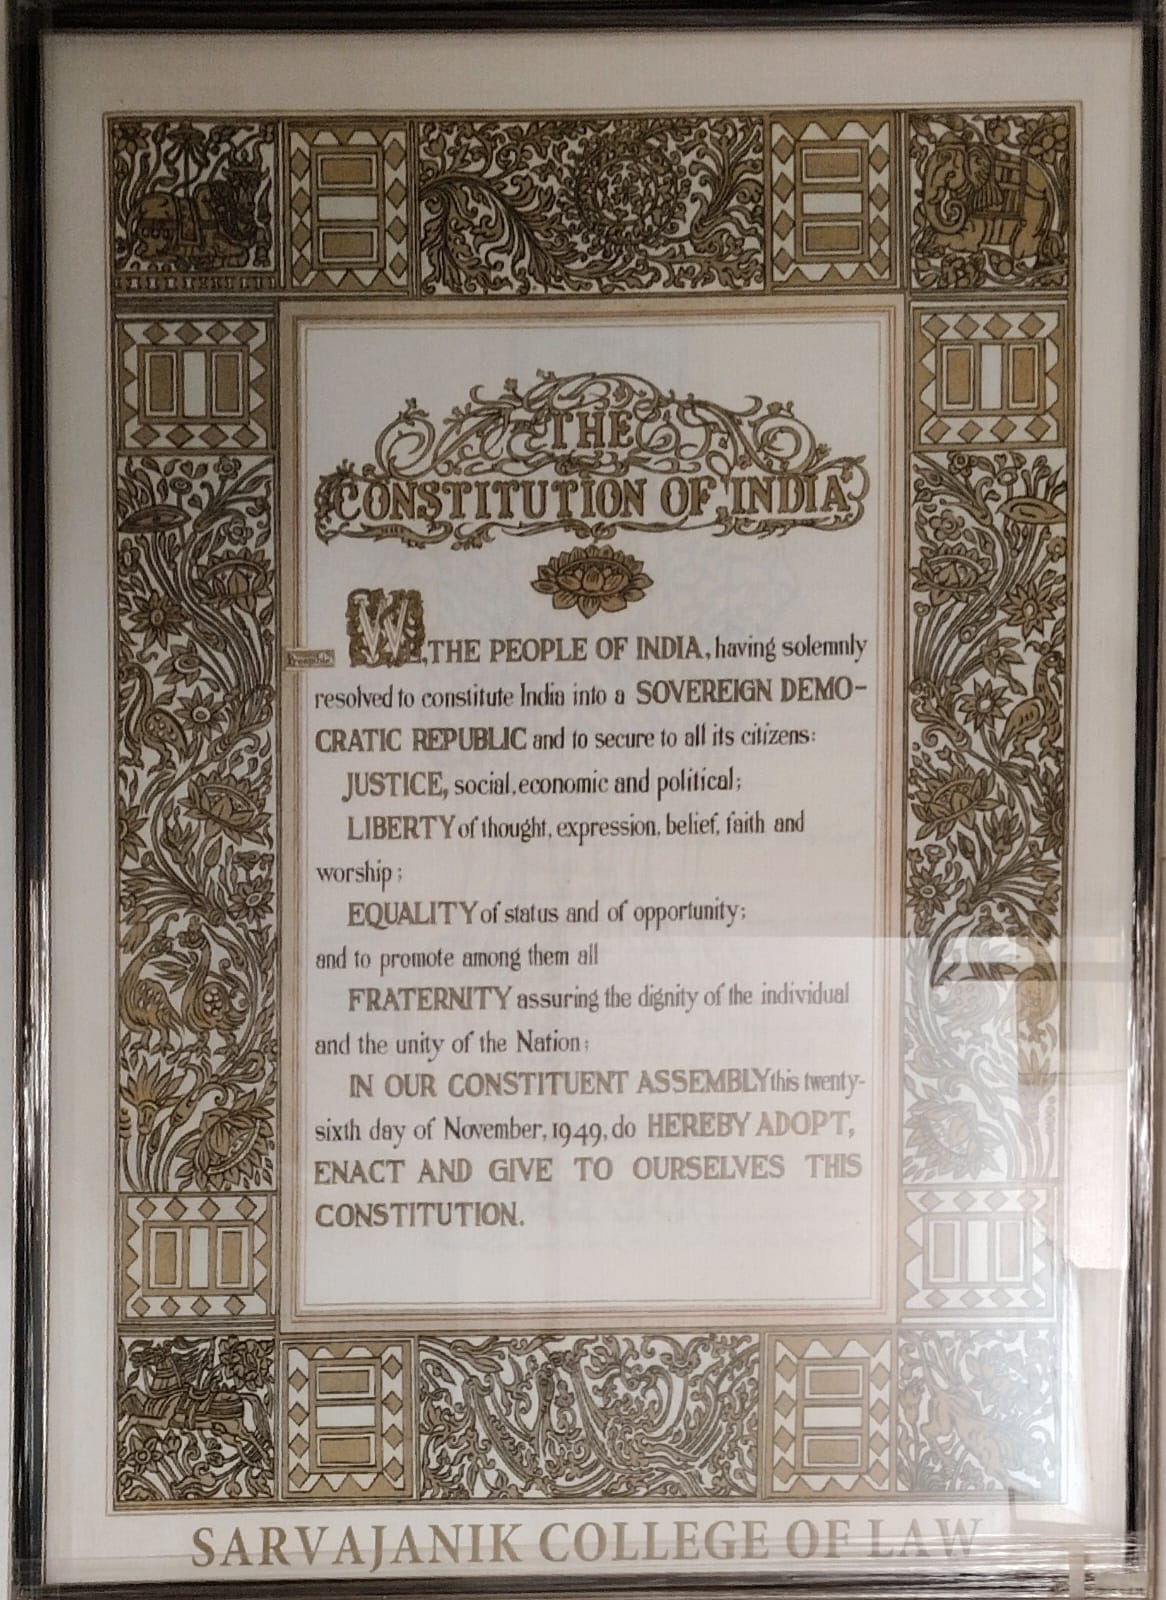 THE
CONSTITUTION OF INDIA
Preamble
WE, THE PEOPLE OF INDIA, having solemnly
resolved to constitute India into a SOVEREIGN DEMO-
CRATIC REPUBLIC and to secure to all its citizens:
JUSTICE, social, economic and political;
LIBERTY of thought, expression, belief, faith and
worship;
EQUALITY of status and of opportunity;
and to promote among them all
FRATERNITY assuring the dignity of the individual
and the unity of the Nation;
IN OUR CONSTITUENT ASSEMBLY this twenty-
sixth day of November, 1949, do HEREBY ADOPT,
ENACT AND GIVE TO OURSELVES THIS
CONSTITUTION.
SARVAJANIK COLLEGE OF LAW